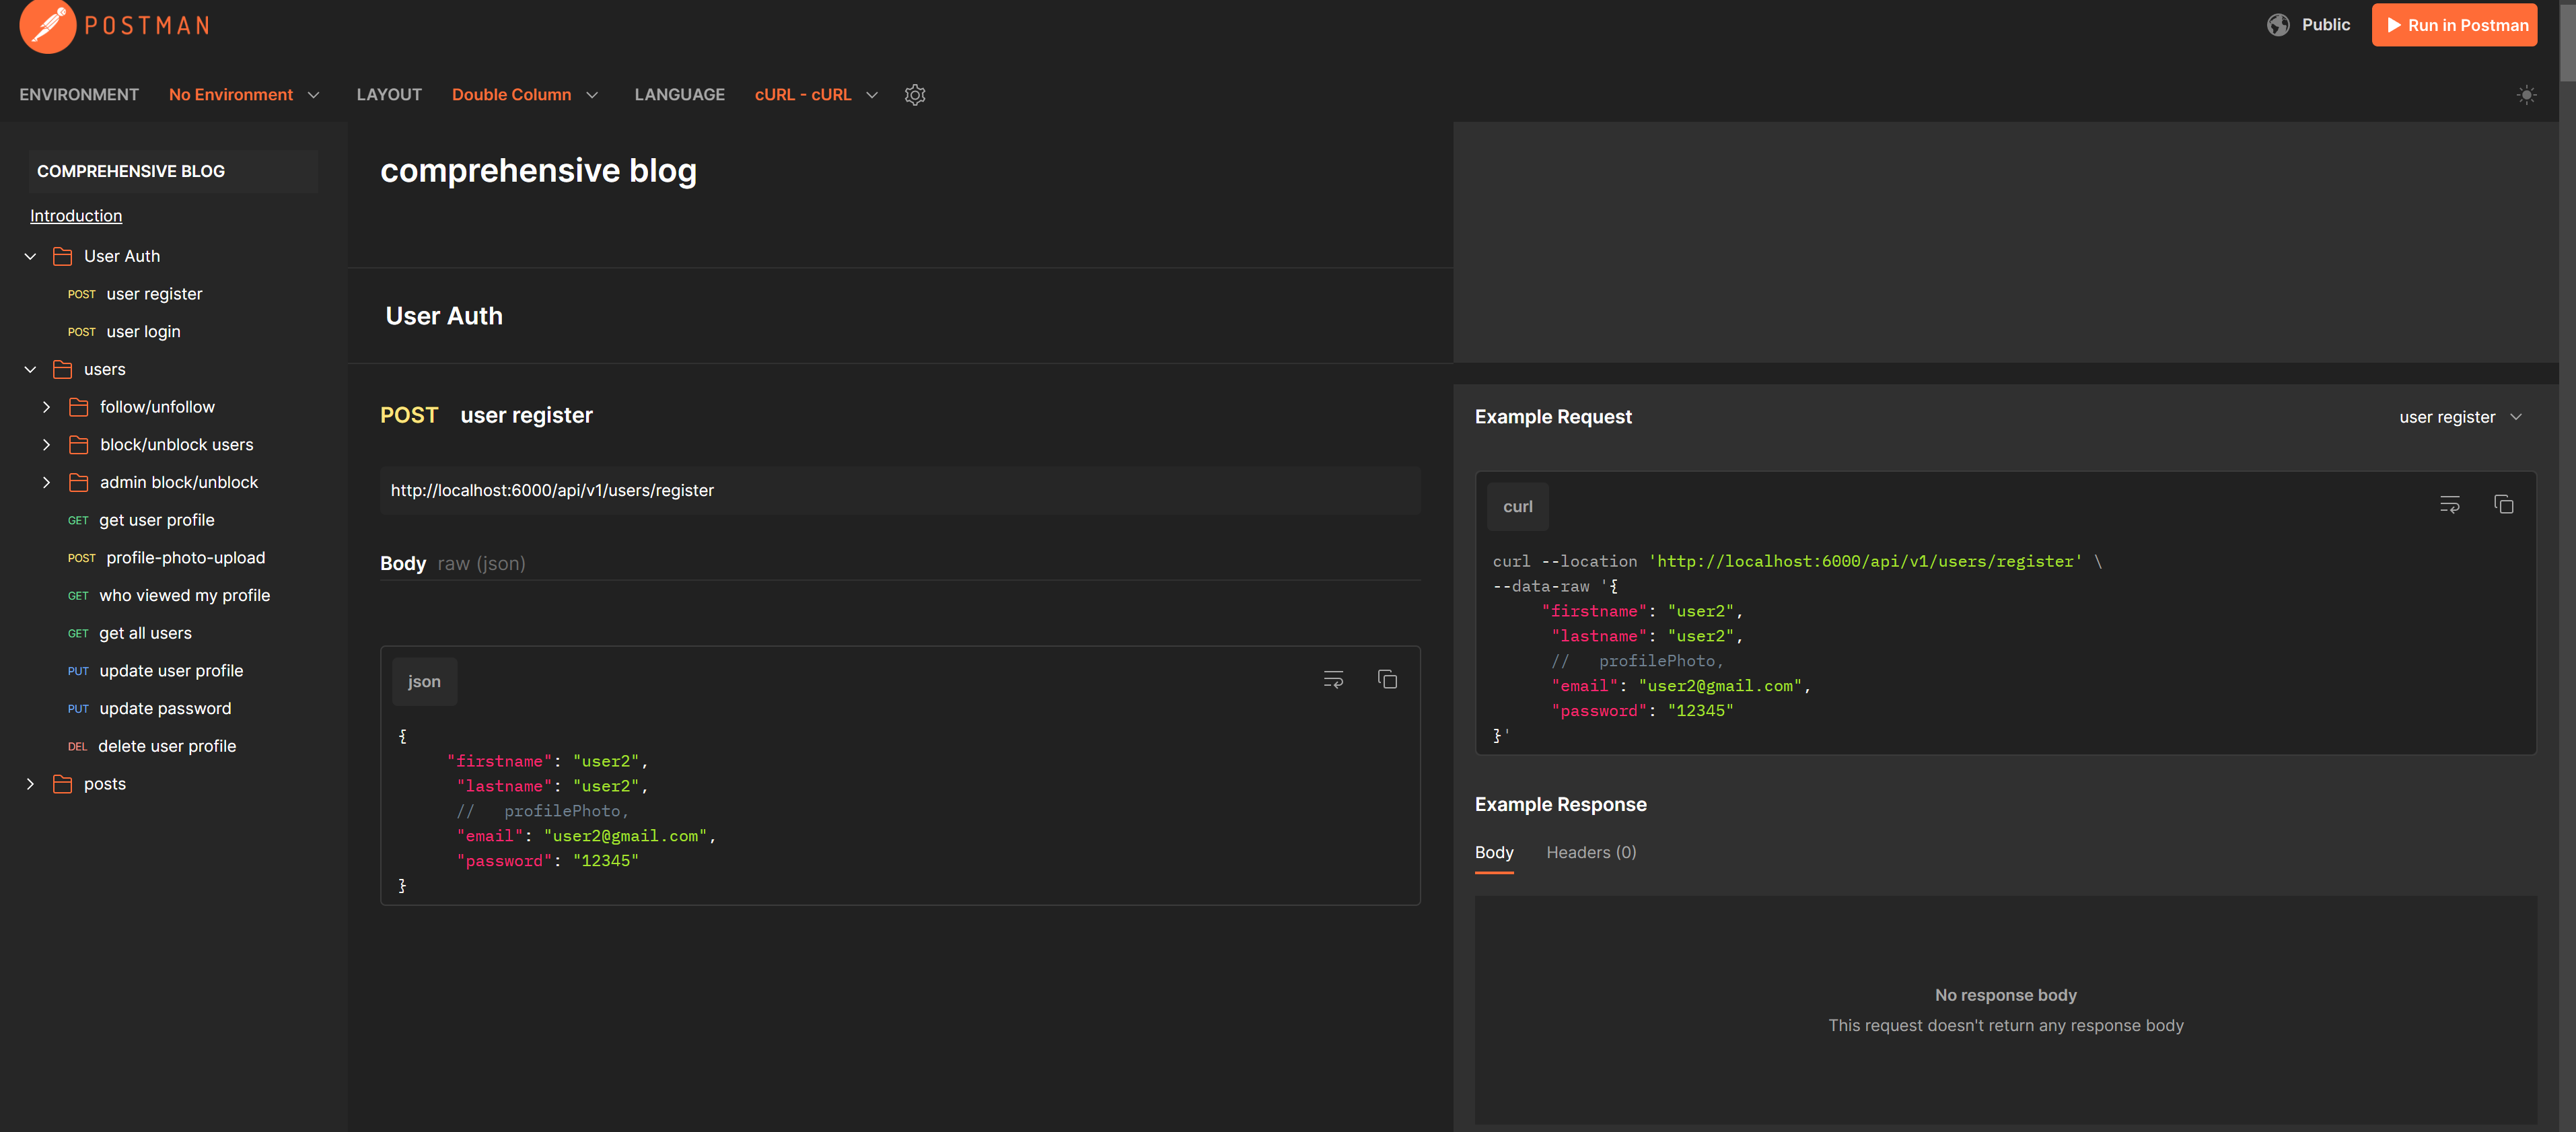 POSTMAN
Public
Run in Postman
ENVIRONMENT No Environment LAYOUT Double Column LANGUAGE cURL - cURL
COMPREHENSIVE BLOG
Introduction
User Auth
POST user register
POST user login
users
follow/unfollow
block/unblock users
admin block/unblock
GET get user profile
POST profile-photo-upload
GET who viewed my profile
GET get all users
PUT update user profile
PUT update password
DEL delete user profile
posts
comprehensive blog
User Auth
POST user register
http://localhost:6000/api/v1/users/register
Body raw (json)
json
{
"firstname": "user2",
"lastname": "user2",
// profilePhoto,
"email": "user2@gmail.com",
"password": "12345"
}
Example Request
user register
curl
curl --location 'http://localhost:6000/api/v1/users/register' \
--data-raw '{
"firstname": "user2",
"lastname": "user2",
// profilePhoto,
"email": "user2@gmail.com",
"password": "12345"
}'
Example Response
Body Headers (0)
No response body
This request doesn't return any response body